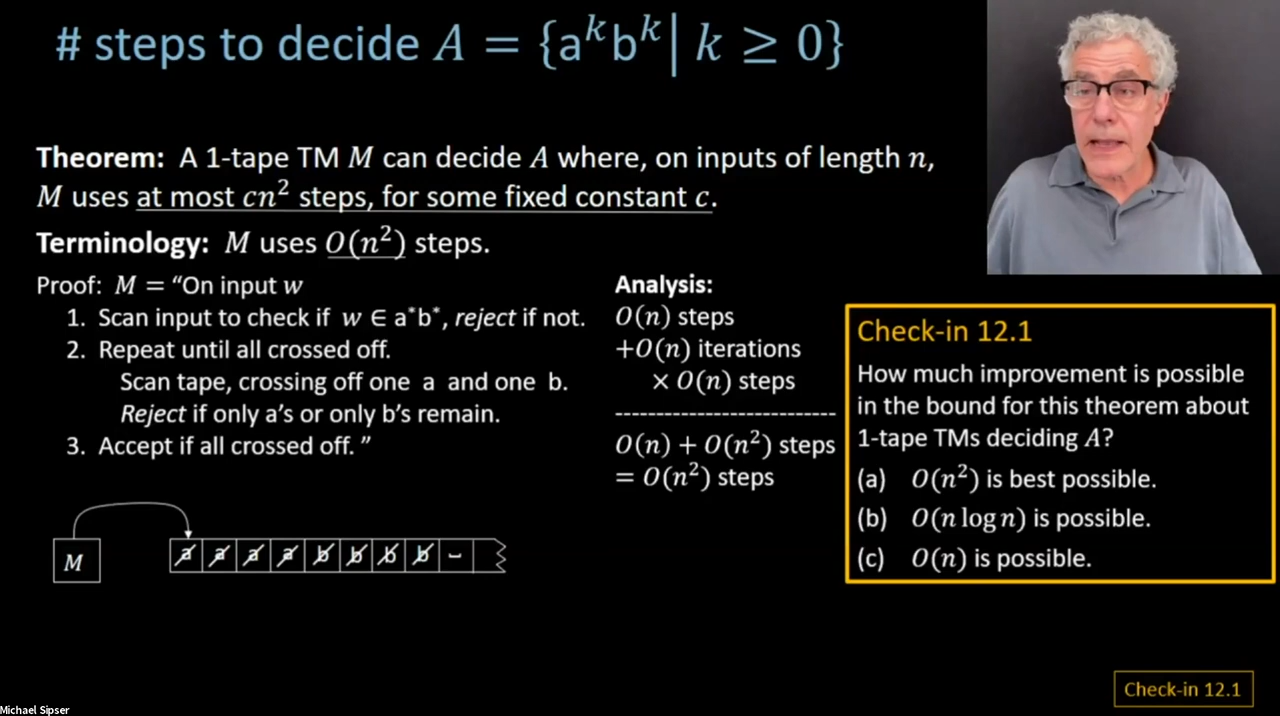 # steps to decide A = {aᵏbᵏ| k ≥ 0}
Theorem: A 1-tape TM M can decide A where, on inputs of length n,
M uses at most cn² steps, for some fixed constant c.
Terminology: M uses O(n²) steps.
Proof: M = “On input w
1. Scan input to check if w ∈ a*b*, reject if not.
2. Repeat until all crossed off.
Scan tape, crossing off one a and one b.
Reject if only a's or only b's remain.
3. Accept if all crossed off.”
Analysis:
O(n) steps
+O(n) iterations
× O(n) steps
-----------------------------
O(n) + O(n²) steps
= O(n²) steps
Check-in 12.1
How much improvement is possible
in the bound for this theorem about
1-tape TMs deciding A?
(a) O(n²) is best possible.
(b) O(n log n) is possible.
(c) O(n) is possible.
M
a a a a b b b b ⌣
Check-in 12.1
Michael Sipser